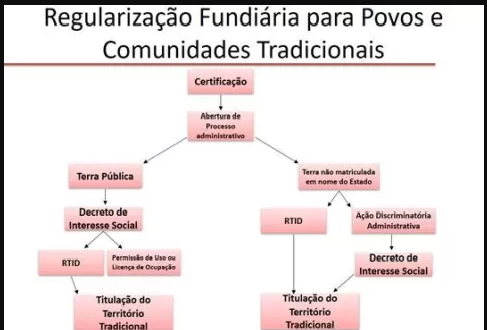 Regularização Fundiária para Povos e
Comunidades Tradicionais
Certificação
Abertura de
Processo
administrativo
Terra Pública
Terra não matriculada
em nome do Estado
Decreto de
Interesse Social
RTID
Ação Discriminatória
Administrativa
RTID
Permissão de Uso ou
Licença de Ocupação
Decreto de
Interesse Social
Titulação do
Território
Tradicional
Titulação do
Território
Tradicional